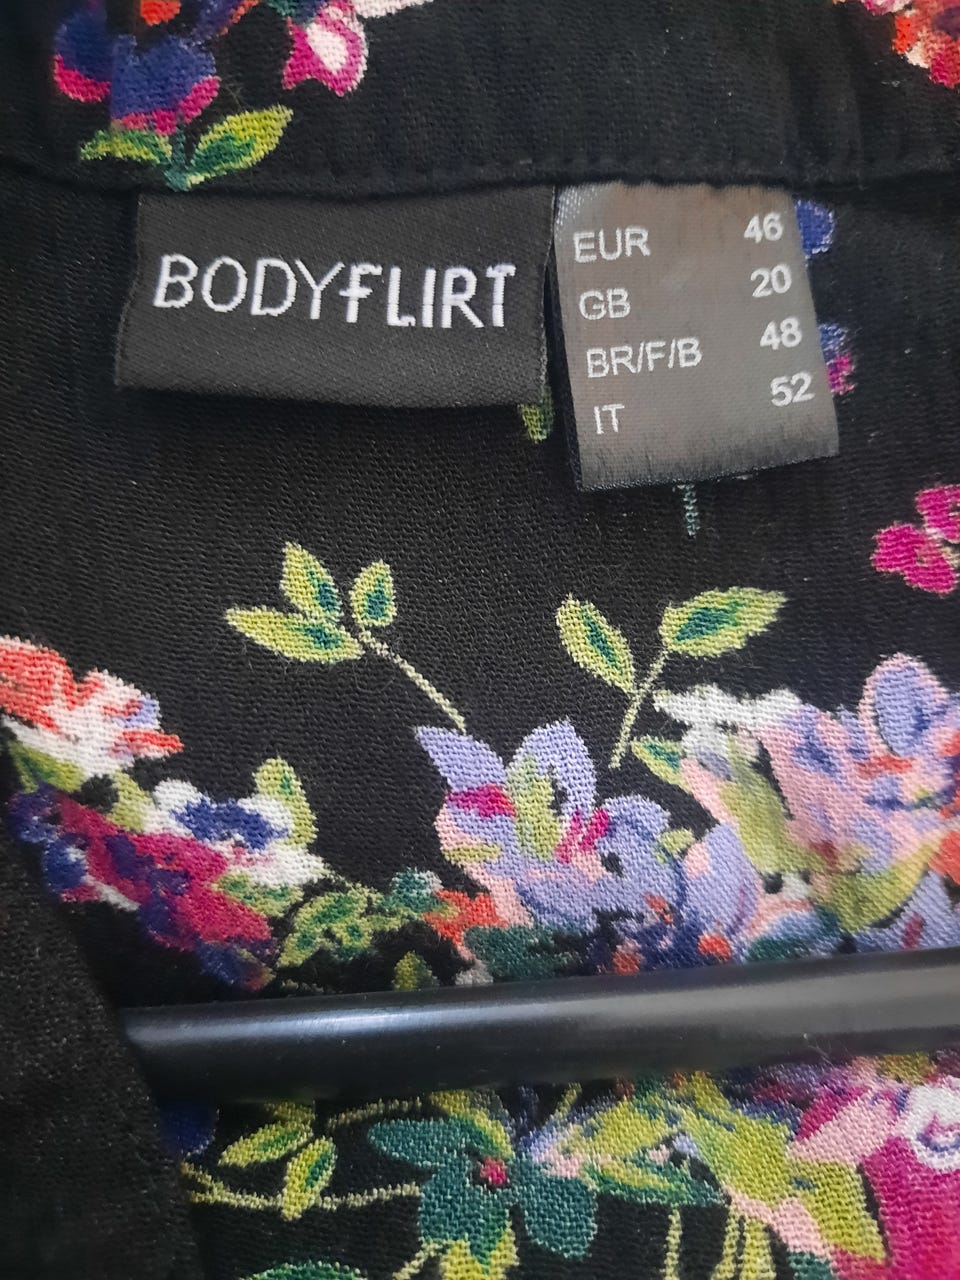 BODYFLIRT
EUR 46
GB 20
BR/F/B 48
IT 52